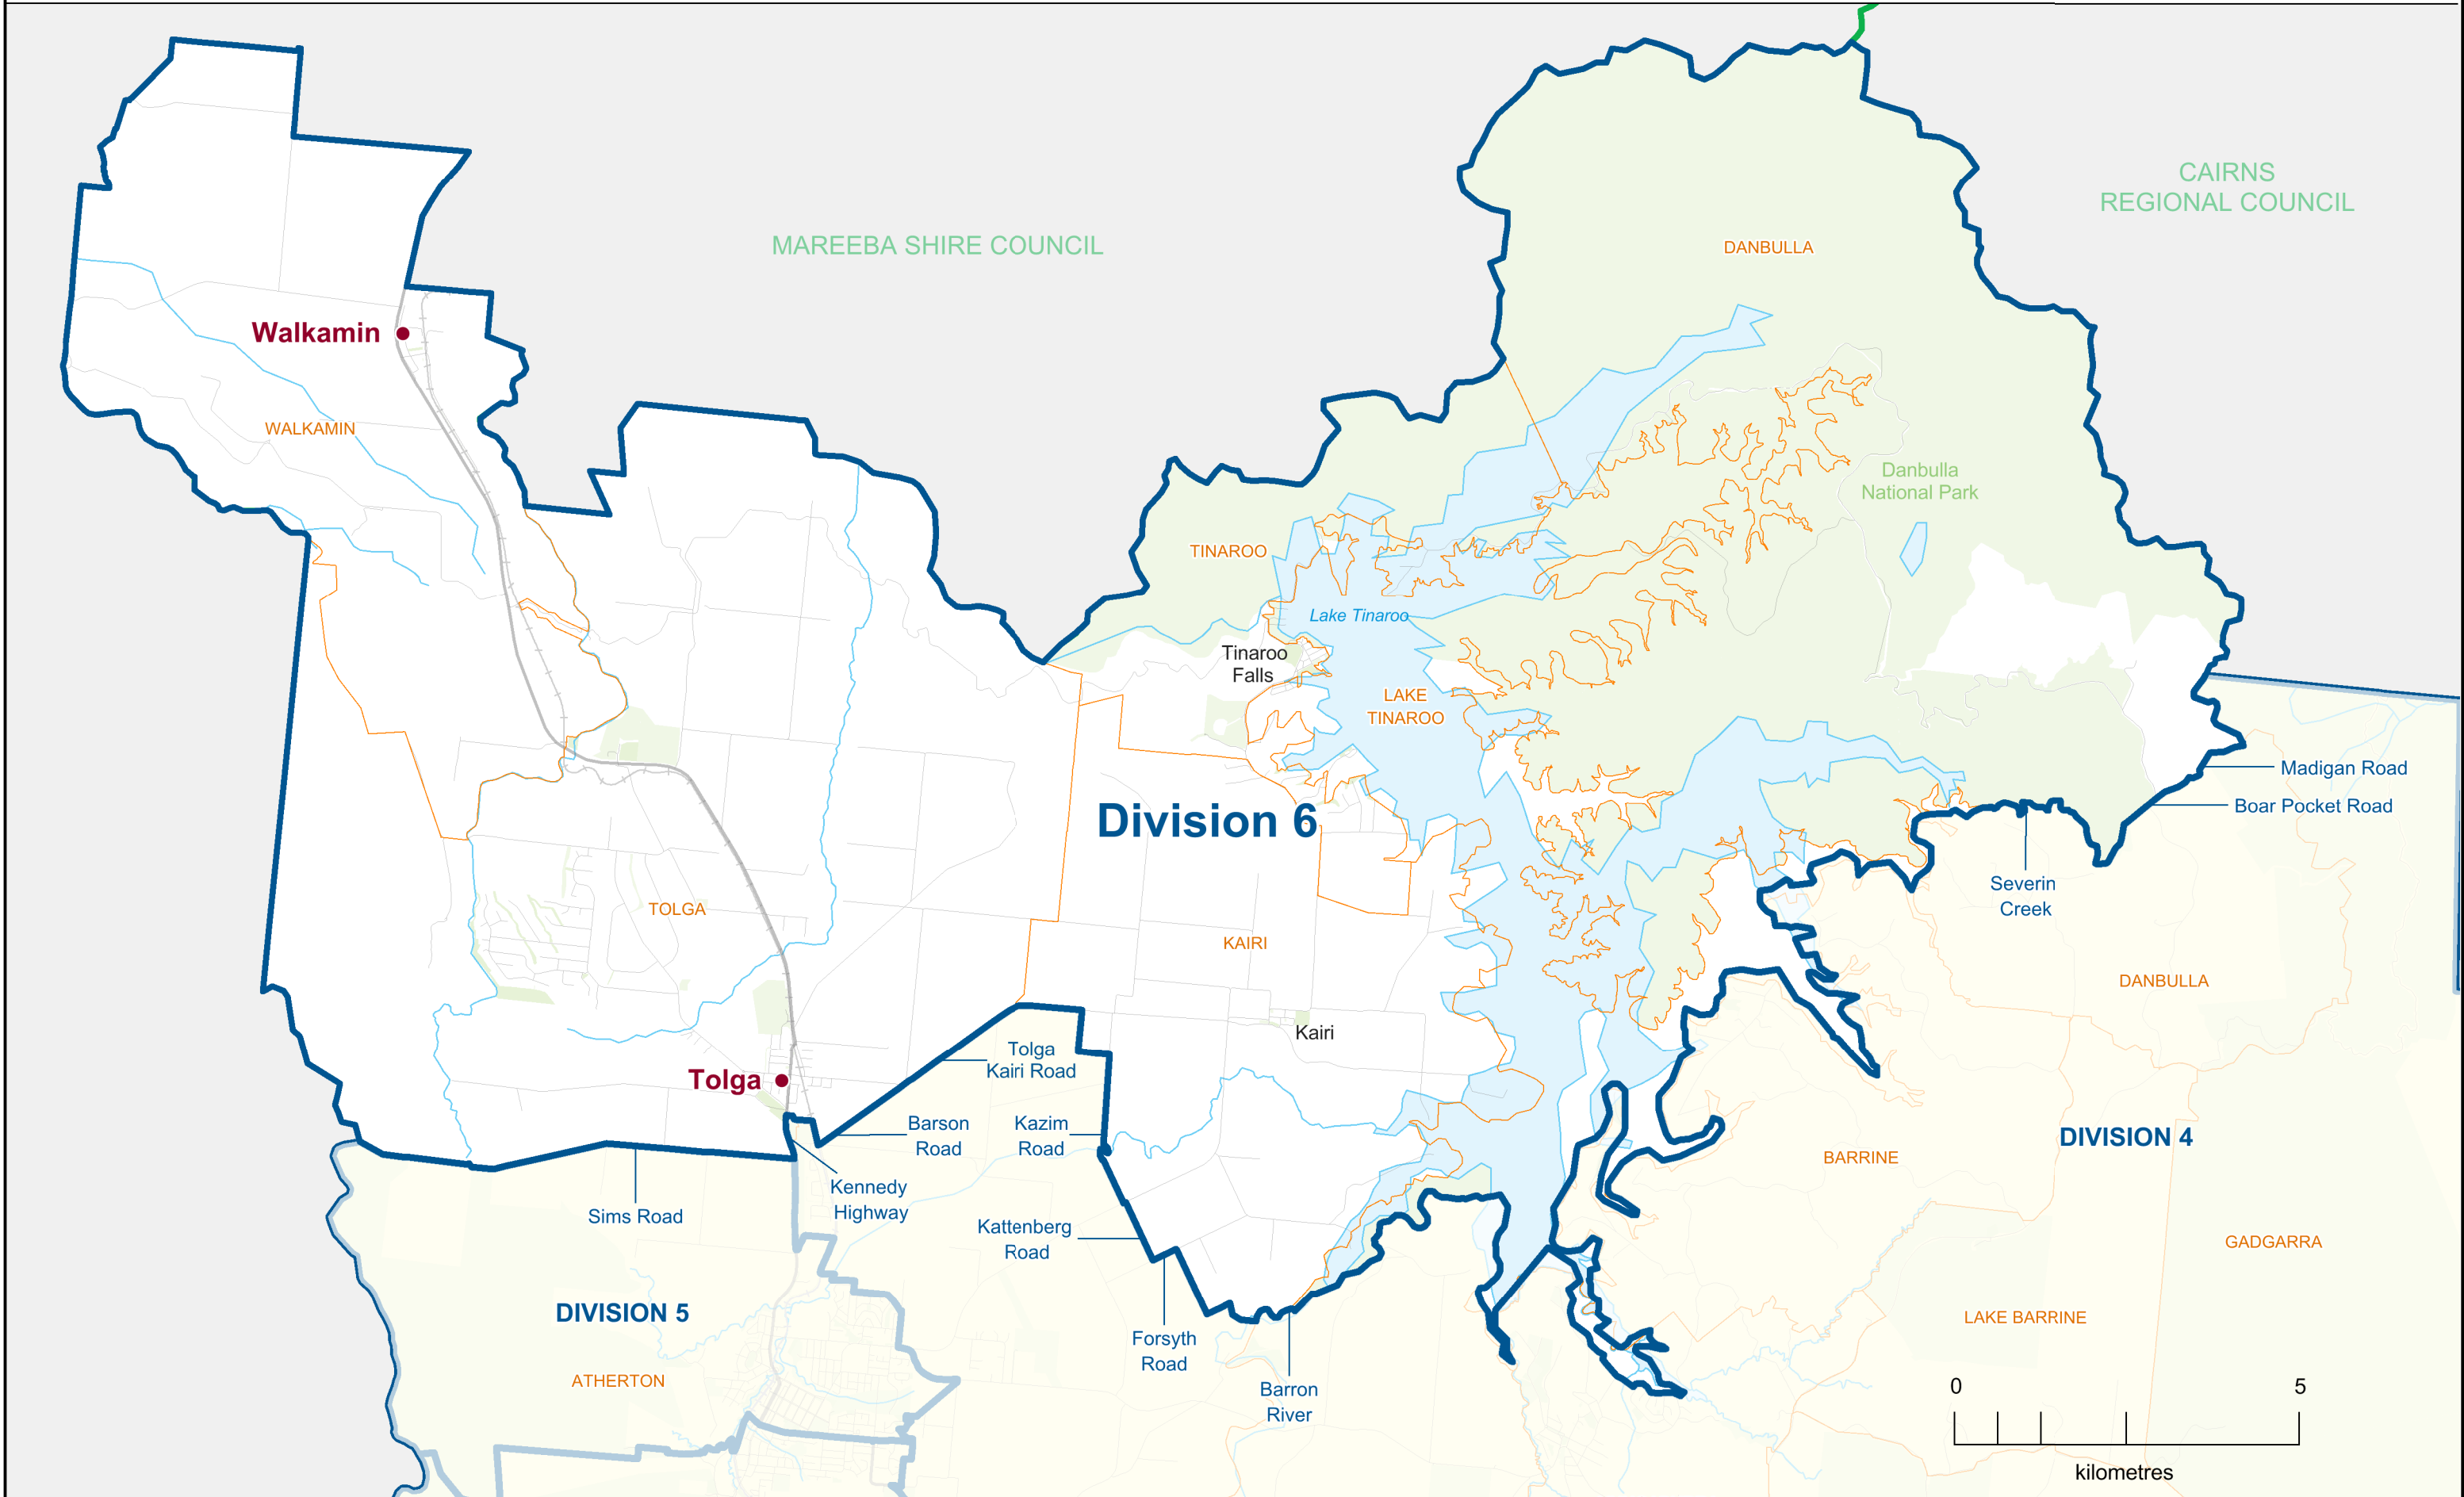 CAIRNS
REGIONAL COUNCIL
MAREEBA SHIRE COUNCIL
DANBULLA
Walkamin
WALKAMIN
Danbulla
National Park
TINAROO
Lake Tinaroo
Tinaroo
Falls
LAKE
TINAROO
Madigan Road
Boar Pocket Road
Division 6
Severin
Creek
TOLGA
KAIRI
DANBULLA
Kairi
Tolga
Kairi Road
Tolga
Barson
Road
Kazim
Road
DIVISION 4
BARRINE
Kennedy
Highway
Sims Road
Kattenberg
Road
GADGARRA
DIVISION 5
LAKE BARRINE
Forsyth
Road
ATHERTON
Barron
River
0 5
kilometres